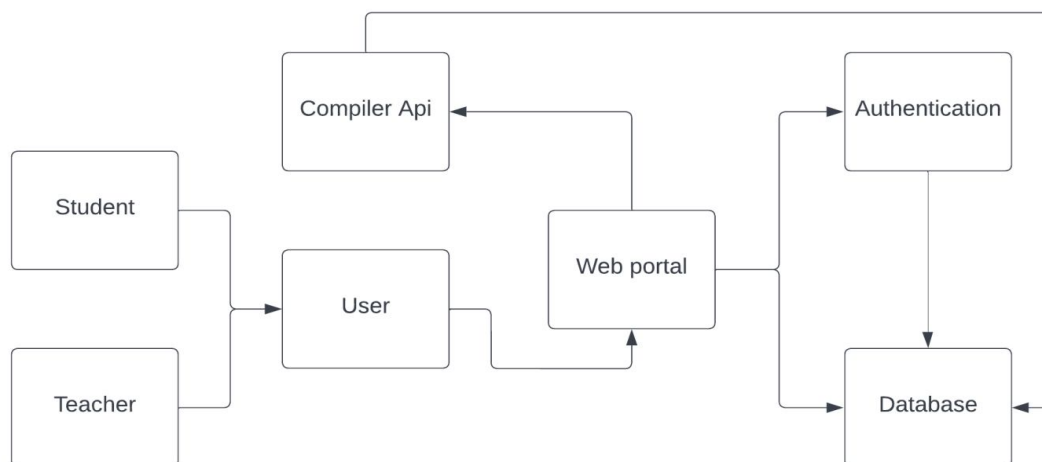 Compiler Api
Authentication
Student
Web portal
User
Teacher
Database